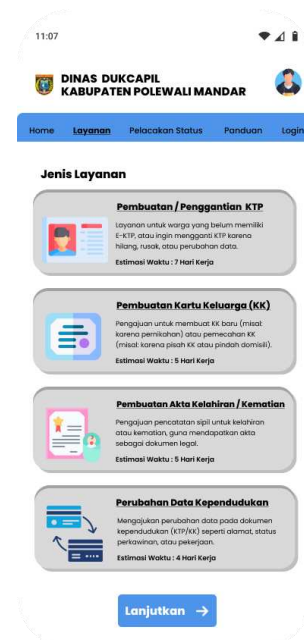 11:07
DINAS DUKCAPIL
KABUPATEN POLEWALI MANDAR
Home Layanan Pelacakan Status Panduan Login
Jenis Layanan
Pembuatan / Penggantian KTP
Layanan untuk warga yang belum memiliki
E-KTP, atau ingin mengganti KTP karena
hilang, rusak, atau perubahan data.
Estimasi Waktu : 7 Hari Kerja
Pembuatan Kartu Keluarga (KK)
Pengajuan untuk membuat KK baru (misal:
karena pernikahan) atau pemecahan KK
(misal: karena pisah KK atau pindah domisili).
Estimasi Waktu : 5 Hari Kerja
Pembuatan Akta Kelahiran / Kematian
Pengajuan pencatatan sipil untuk kelahiran
atau kematian, guna mendapatkan akta
sebagai dokumen legal.
Estimasi Waktu : 5 Hari Kerja
Perubahan Data Kependudukan
Mengajukan perubahan data pada dokumen
kependudukan (KTP/KK) seperti alamat, status
perkawinan, atau pekerjaan.
Estimasi Waktu : 4 Hari Kerja
Lanjutkan →